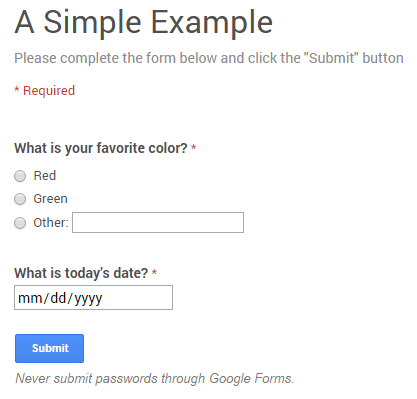 A Simple Example
Please complete the form below and click the "Submit" button
* Required
What is your favorite color? *
Red
Green
Other:
What is today's date? *
mm/dd/yyyy
Submit
Never submit passwords through Google Forms.